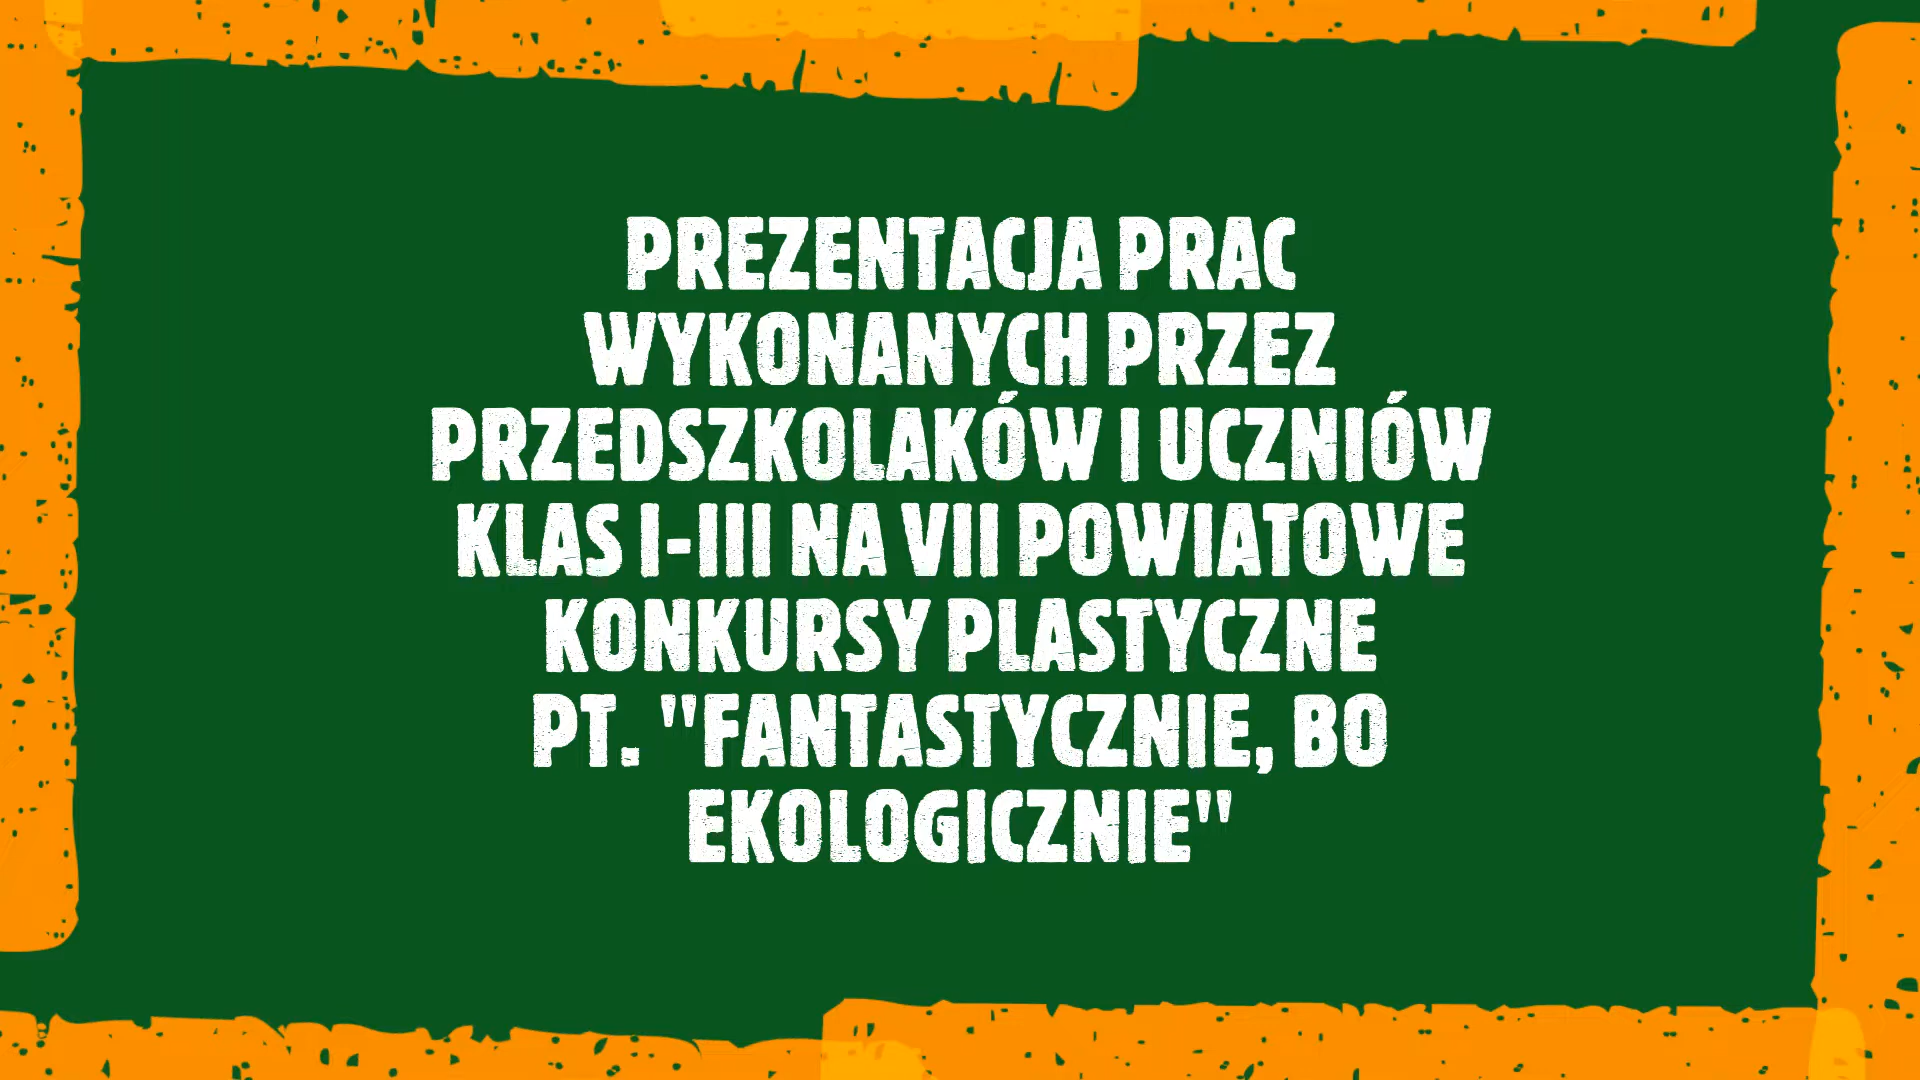 PREZENTACJA PRAC
WYKONANYCH PRZEZ
PRZEDSZKOLAKÓW I UCZNIÓW
KLAS I-III NA VII POWIATOWE
KONKURSY PLASTYCZNE
PT. "FANTASTYCZNIE, BO
EKOLOGICZNIE"